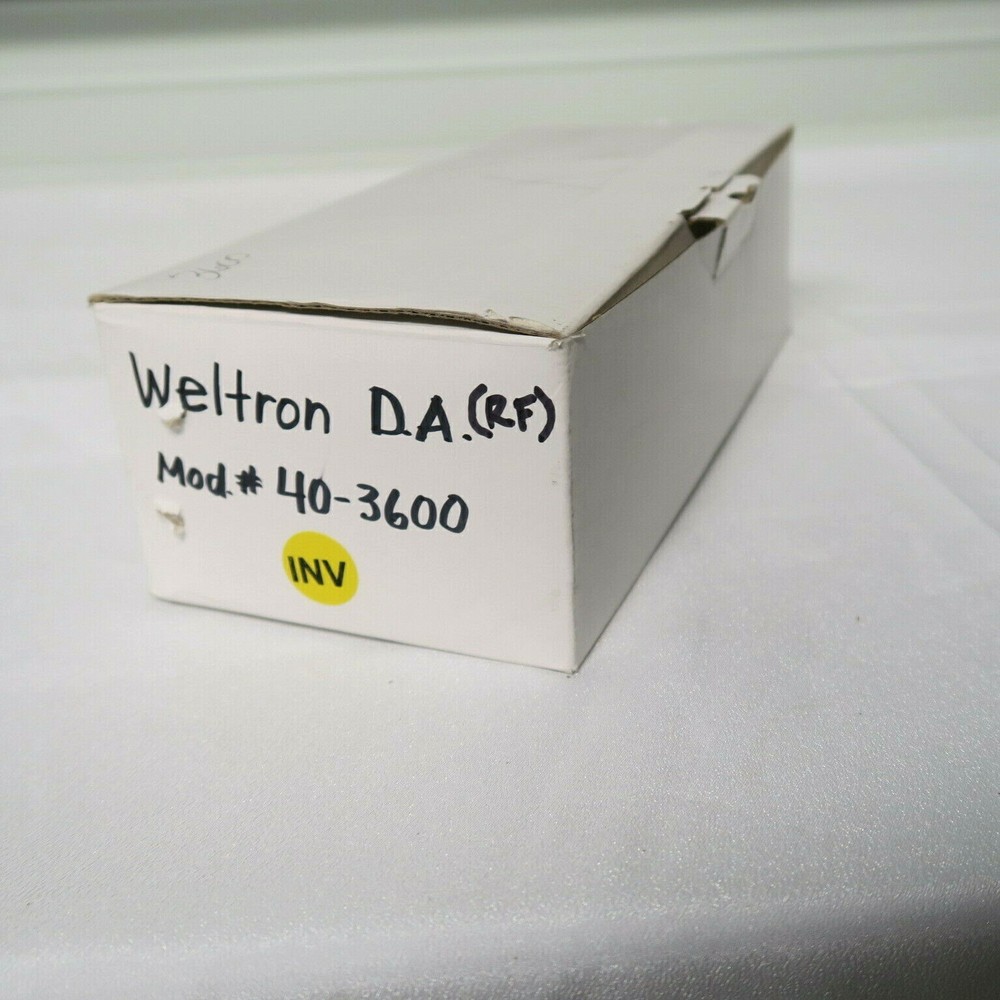 Weltron D.A.(RF)
Mod.# 40-3600
INV